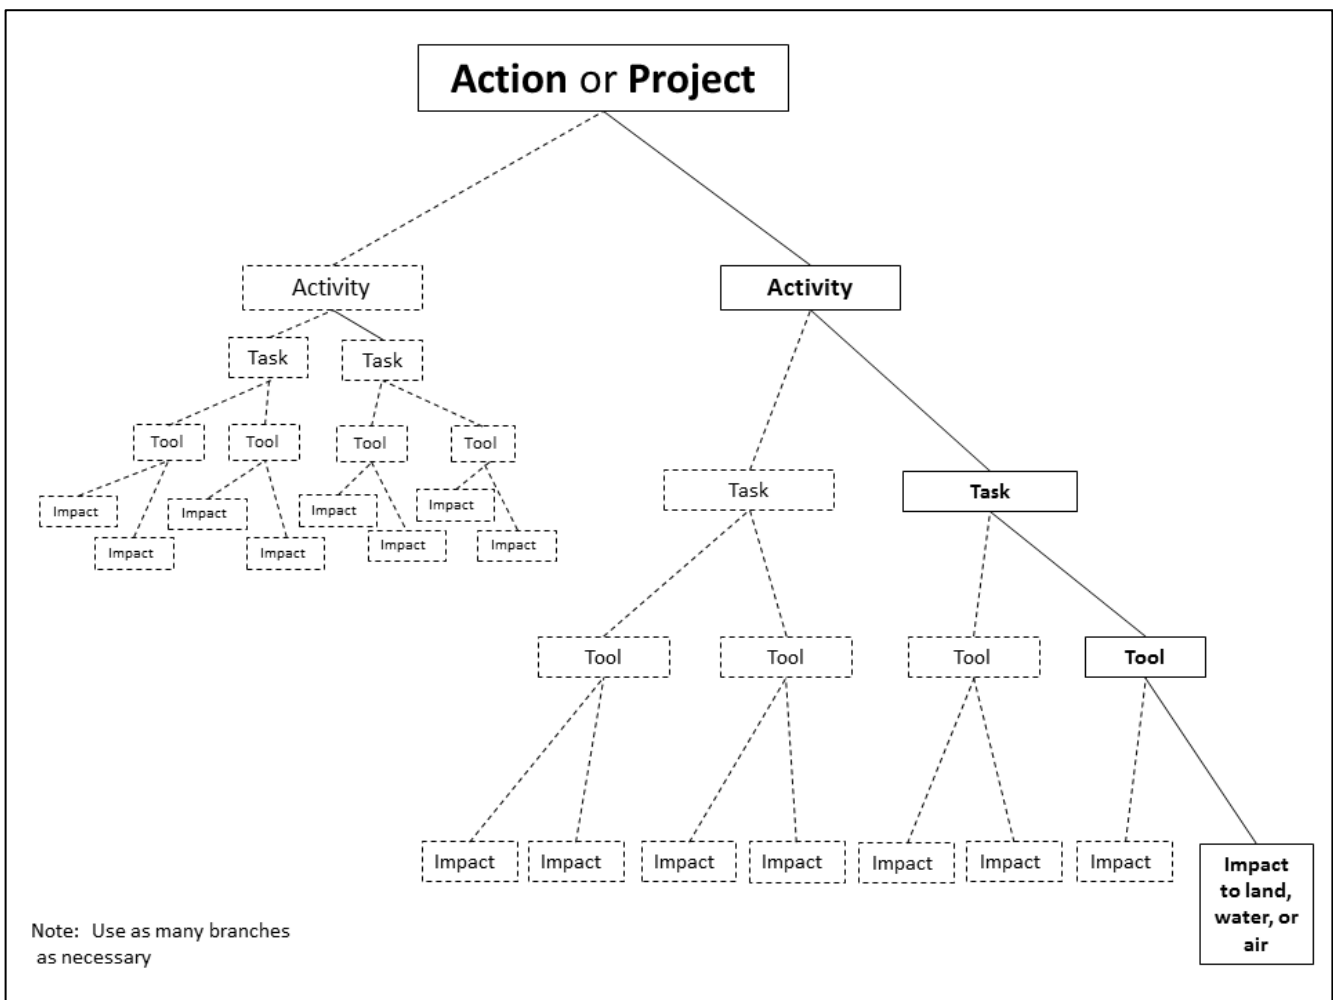 Action or Project
Activity
Activity
Task
Task
Tool
Tool
Tool
Tool
Impact
Impact
Impact
Impact
Impact
Impact
Impact
Impact
Task
Task
Tool
Tool
Tool
Tool
Impact
Impact
Impact
Impact
Impact
Impact
Impact
Impact
to land,
water, or
air
Note: Use as many branches
as necessary